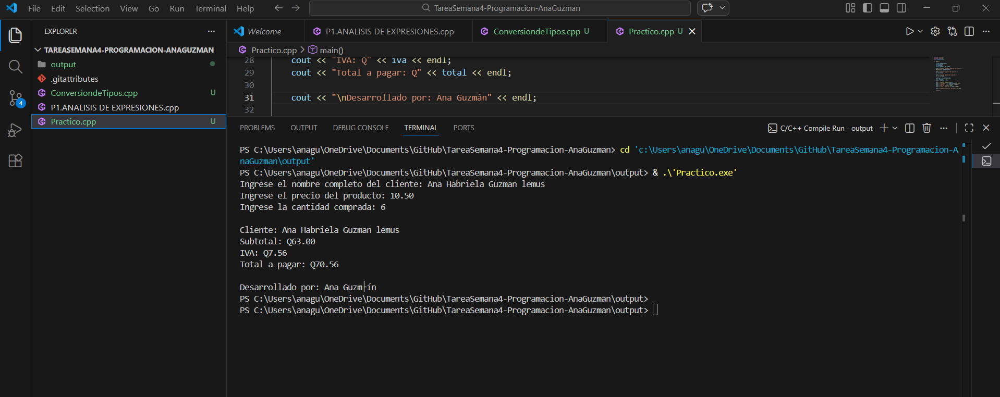 File Edit Selection View Go Run Terminal Help
TareaSemana4-Programacion-AnaGuzman
EXPLORER
TAREASEMANA4-PROGRAMACION-ANAGUZMAN
output
.gitattributes
ConversiondeTipos.cpp U
P1.ANALISIS DE EXPRESIONES.cpp
Practico.cpp U
4
Welcome P1.ANALISIS DE EXPRESIONES.cpp ConversiondeTipos.cpp U Practico.cpp U
Practico.cpp > main()
28 cout << "IVA: Q" << iva << endl;
29 cout << "Total a pagar: Q" << total << endl;
30
31 cout << "\nDesarrollado por: Ana Guzmán" << endl;
32
PROBLEMS OUTPUT DEBUG CONSOLE TERMINAL PORTS
C/C++ Compile Run - output
PS C:\Users\anagu\OneDrive\Documents\GitHub\TareaSemana4-Programacion-AnaGuzman> cd 'c:\Users\anagu\OneDrive\Documents\GitHub\TareaSemana4-Programacion-A
naGuzman\output'
PS C:\Users\anagu\OneDrive\Documents\GitHub\TareaSemana4-Programacion-AnaGuzman\output> & .\'Practico.exe'
Ingrese el nombre completo del cliente: Ana Habriela Guzman lemus
Ingrese el precio del producto: 10.50
Ingrese la cantidad comprada: 6
Cliente: Ana Habriela Guzman lemus
Subtotal: Q63.00
IVA: Q7.56
Total a pagar: Q70.56
Desarrollado por: Ana Guzm├ín
PS C:\Users\anagu\OneDrive\Documents\GitHub\TareaSemana4-Programacion-AnaGuzman\output>
PS C:\Users\anagu\OneDrive\Documents\GitHub\TareaSemana4-Programacion-AnaGuzman\output>